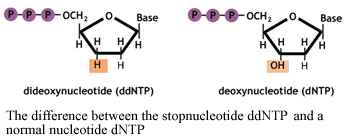 P P P OCH2 O Base
H H H H
H H
dideoxynucleotide (ddNTP)
P P P OCH2 O Base
H H H H
OH H
deoxynucleotide (dNTP)
The difference between the stopnucleotide ddNTP and a
normal nucleotide dNTP